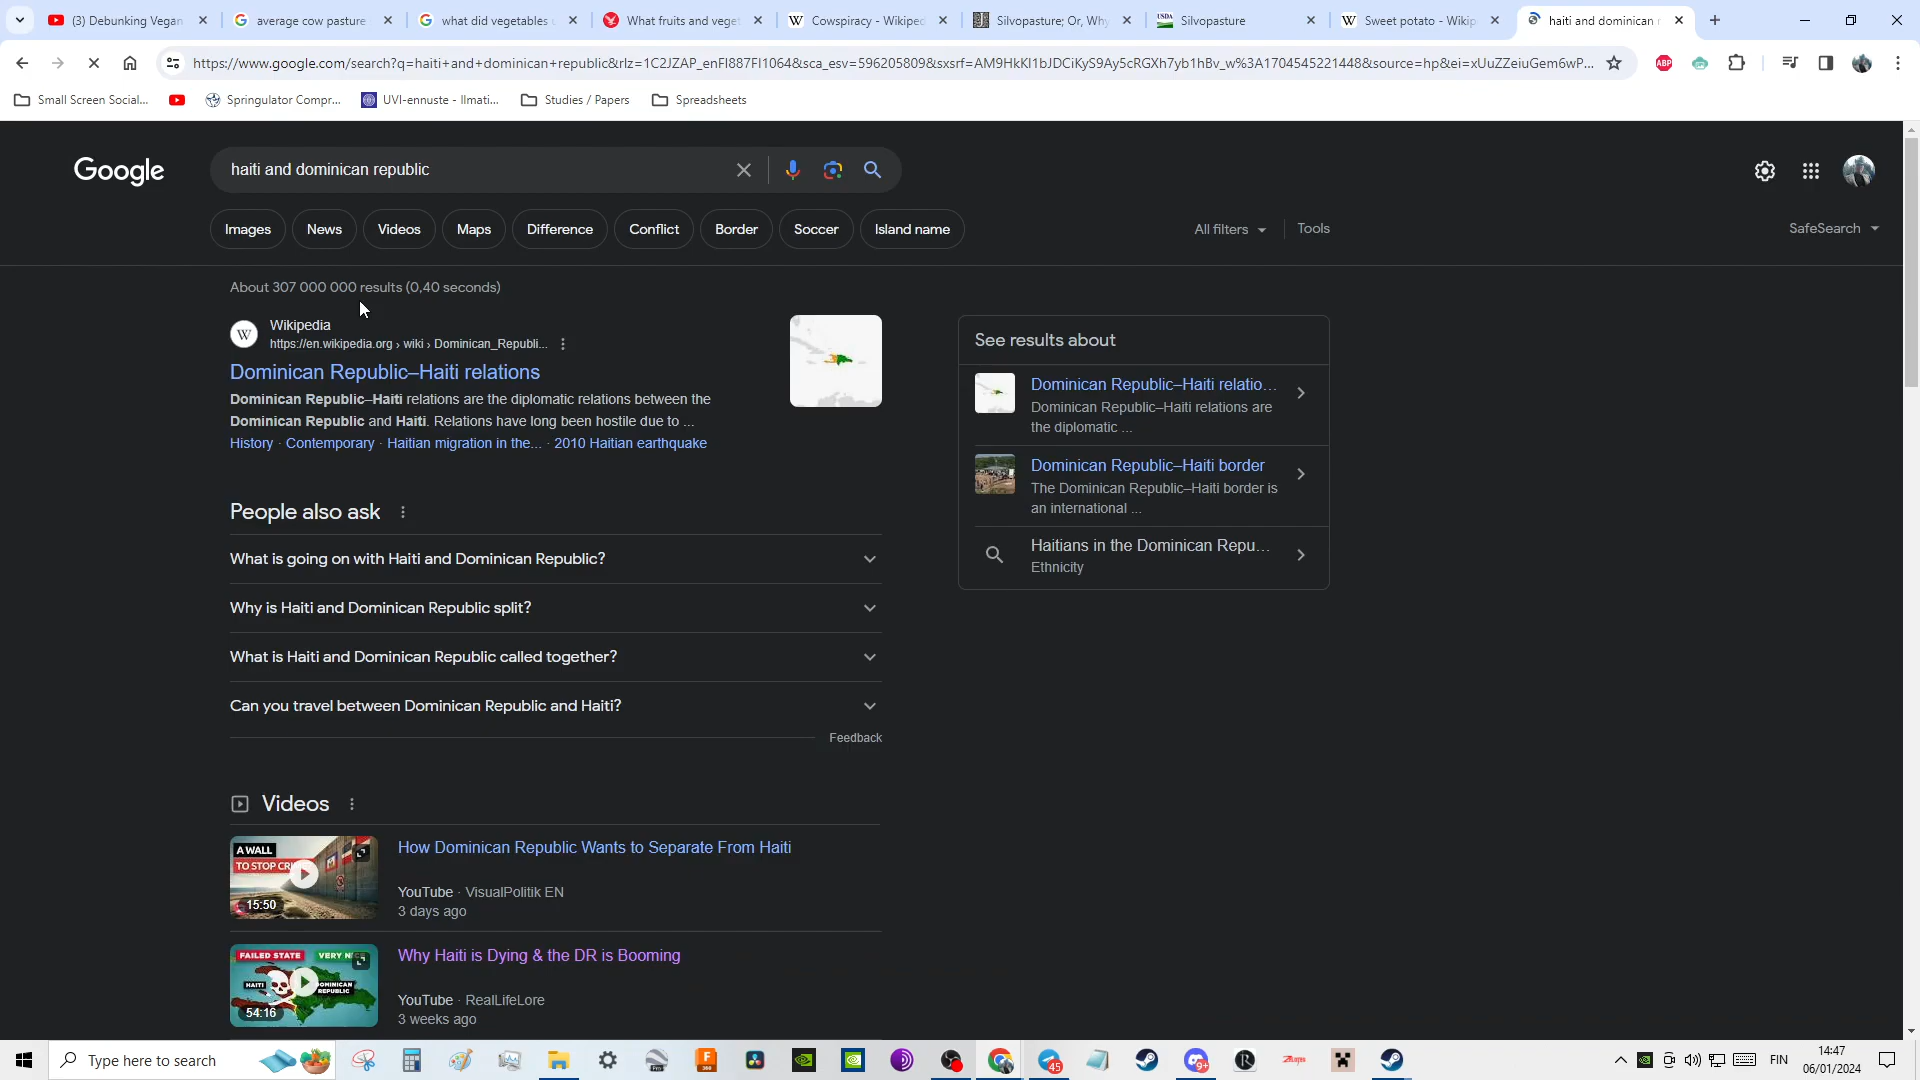 (3) Debunking Vegan
average cow pasture
what did vegetables
What fruits and veget
Cowspiracy - Wikiped
Silvopasture; Or, Why
USDA
Silvopasture
Sweet potato - Wikip
haiti and dominican r
https://www.google.com/search?q=haiti+and+dominican+republic&rlz=1C2JZAP_enFI887FI1064&sca_esv=596205809&sxsrf=AM9HkKl1bJDCiKyS9Ay5cRGXh7yb1hBv_w%3A1704545221448&source=hp&ei=xUuZZeiuGem6wP...
ABP
Small Screen Social...
Springulator Compr...
UVI-ennuste - Ilmati...
Studies / Papers
Spreadsheets
Google
haiti and dominican republic
Images
News
Videos
Maps
Difference
Conflict
Border
Soccer
Island name
All filters
Tools
SafeSearch
About 307 000 000 results (0,40 seconds)
W
Wikipedia
https://en.wikipedia.org › wiki › Dominican_Republi...
Dominican Republic–Haiti relations
Dominican Republic–Haiti relations are the diplomatic relations between the
Dominican Republic and Haiti. Relations have long been hostile due to ...
History · Contemporary · Haitian migration in the... · 2010 Haitian earthquake
See results about
Dominican Republic–Haiti relatio...
Dominican Republic–Haiti relations are
the diplomatic ...
Dominican Republic–Haiti border
The Dominican Republic–Haiti border is
an international ...
Haitians in the Dominican Repu...
Ethnicity
People also ask
What is going on with Haiti and Dominican Republic?
Why is Haiti and Dominican Republic split?
What is Haiti and Dominican Republic called together?
Can you travel between Dominican Republic and Haiti?
Feedback
Videos
A WALL
TO STOP
15:50
How Dominican Republic Wants to Separate From Haiti
YouTube · VisualPolitik EN
3 days ago
FAILED STATE
VERY
HAITI
DOMINICAN
REPUBLIC
54:16
Why Haiti is Dying & the DR is Booming
YouTube · RealLifeLore
3 weeks ago
Type here to search
45
9+
FIN
14:47
06/01/2024